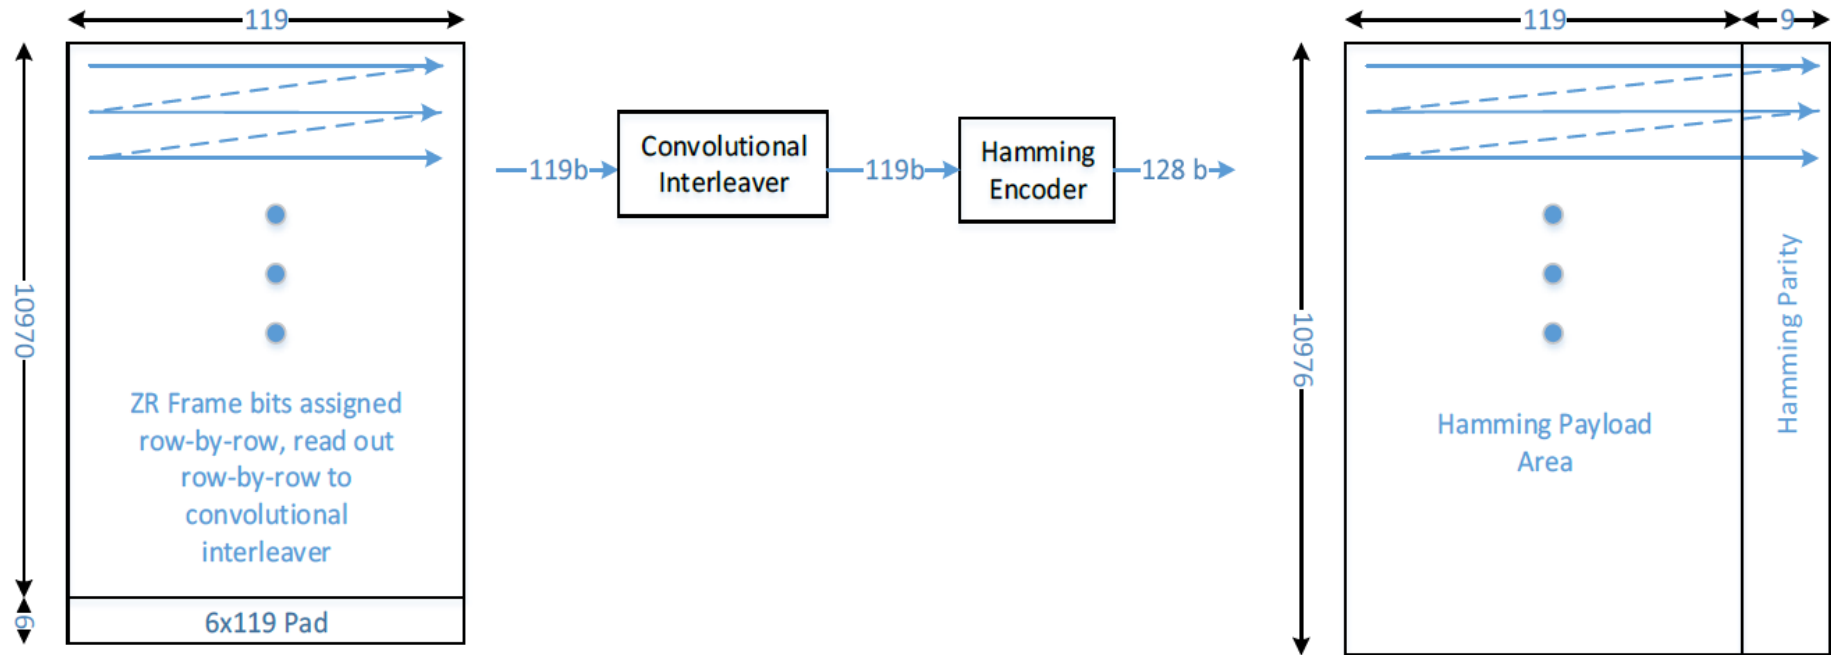 119
119
9
10970
6
ZR Frame bits assigned
row-by-row, read out
row-by-row to
convolutional
interleaver
6x119 Pad
119b
Convolutional
Interleaver
119b
Hamming
Encoder
128 b
10976
Hamming Payload
Area
Hamming Parity